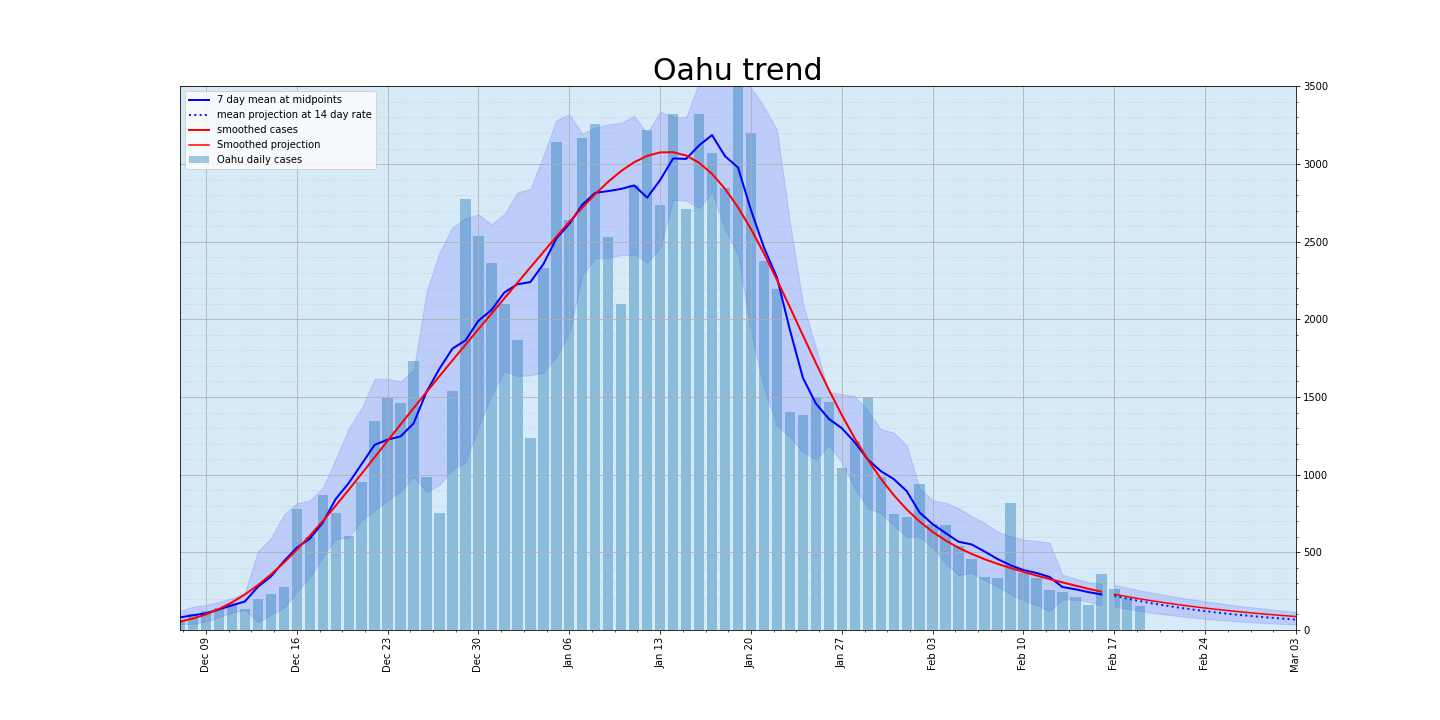 Oahu trend
7 day mean at midpoints
mean projection at 14 day rate
smoothed cases
Smoothed projection
Oahu daily cases
3500
3000
2500
2000
1500
1000
500
0
Dec 09
Dec 16
Dec 23
Dec 30
Jan 06
Jan 13
Jan 20
Jan 27
Feb 03
Feb 10
Feb 17
Feb 24
Mar 03